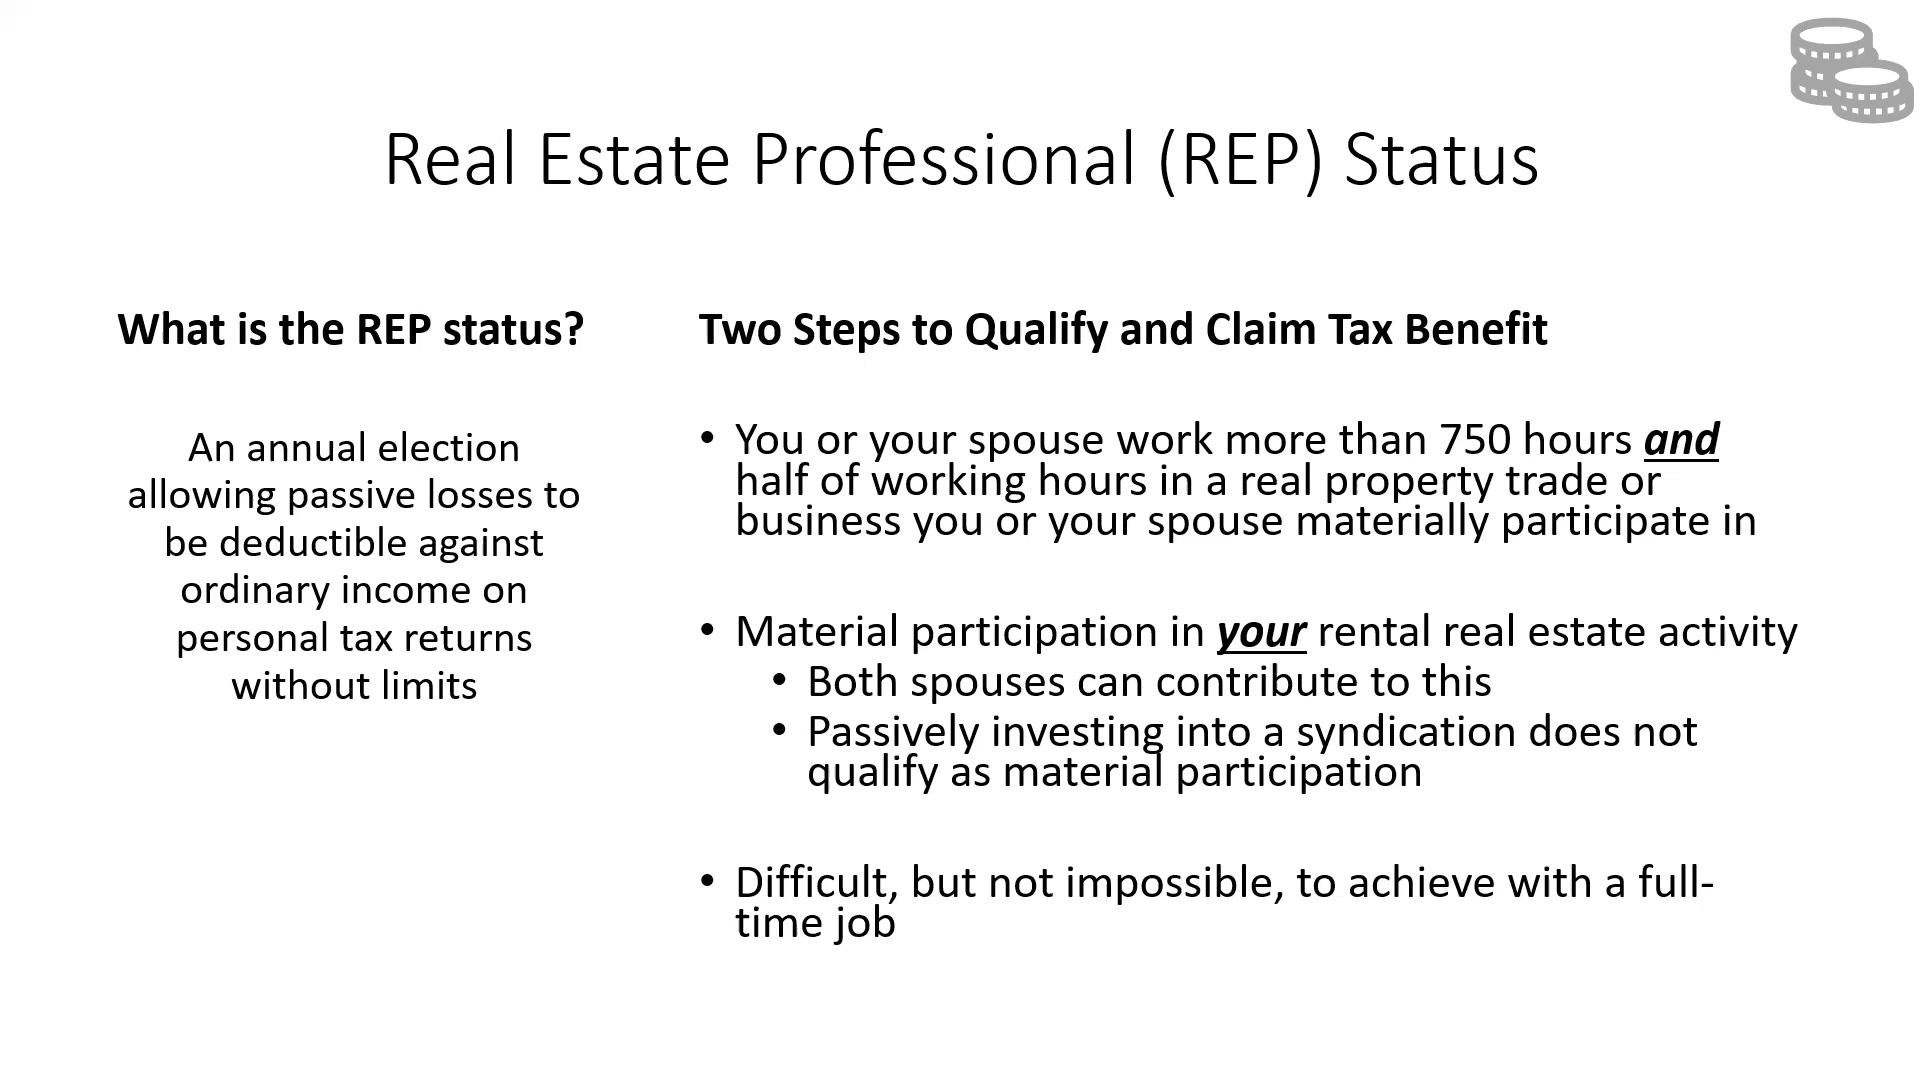 Real Estate Professional (REP) Status
What is the REP status?
An annual election
allowing passive losses to
be deductible against
ordinary income on
personal tax returns
without limits
Two Steps to Qualify and Claim Tax Benefit
• You or your spouse work more than 750 hours and
half of working hours in a real property trade or
business you or your spouse materially participate in
• Material participation in your rental real estate activity
• Both spouses can contribute to this
• Passively investing into a syndication does not
qualify as material participation
• Difficult, but not impossible, to achieve with a full-
time job